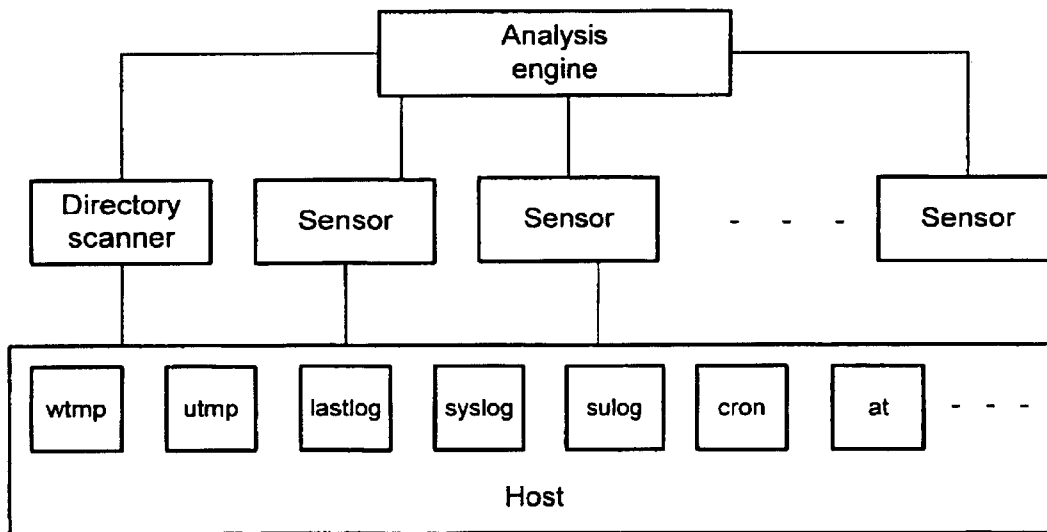 Analysis
engine
Directory
scanner
Sensor
Sensor
- - - -
Sensor
wtmp
utmp
lastlog
syslog
sulog
cron
at
- - - -
Host